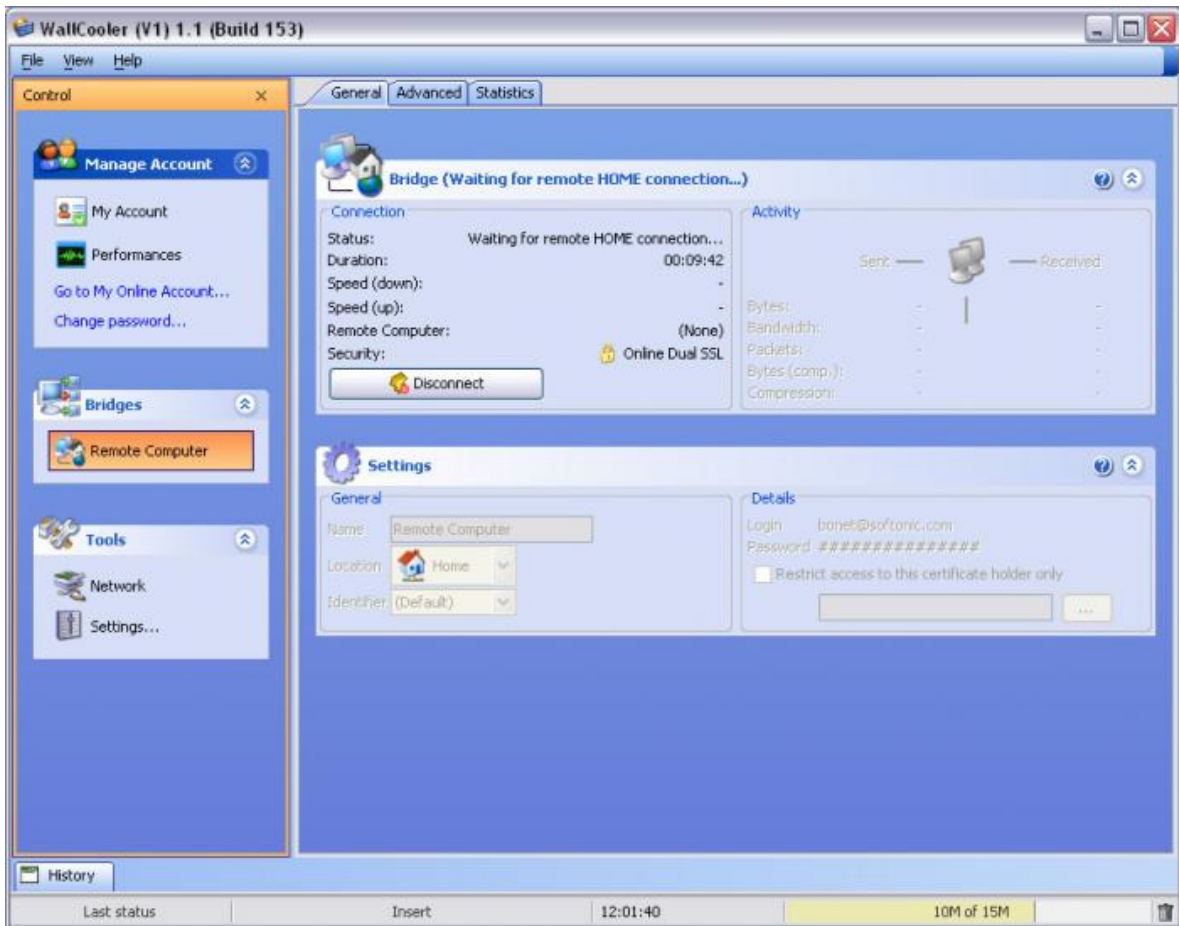 WallCooler (V1) 1.1 (Build 153)
File View Help
Control
Manage Account
My Account
Performances
Go to My Online Account...
Change password...
Bridges
Remote Computer
Tools
Network
Settings...
General Advanced Statistics
Bridge (Waiting for remote HOME connection...)
Connection
Status: Waiting for remote HOME connection...
Duration: 00:09:42
Speed (down): -
Speed (up): -
Remote Computer: (None)
Security: Online Dual SSL
Disconnect
Activity
Sent Received
Bytes: - -
Bandwidth: - -
Packets: - -
Bytes (comp.): - -
Compression: - -
Settings
General
Name Remote Computer
Location Home
Identifier (Default)
Details
Login bonet@softonic.com
Password ###############
Restrict access to this certificate holder only
...
History
Last status Insert 12:01:40 10M of 15M